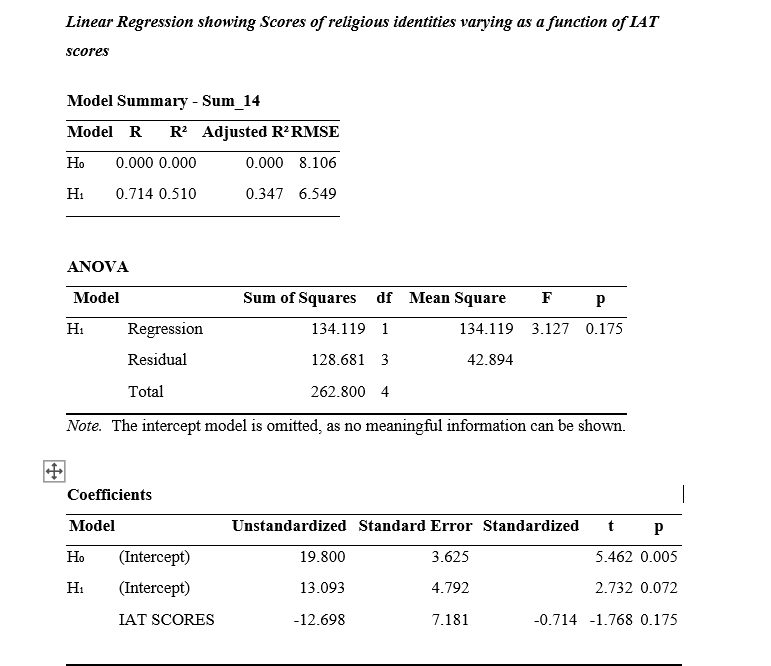 Linear Regression showing Scores of religious identities varying as a function of IAT
scores
Model Summary - Sum_14
Model R R² Adjusted R² RMSE
H₀ 0.000 0.000 0.000 8.106
H₁ 0.714 0.510 0.347 6.549
ANOVA
Model Sum of Squares df Mean Square F p
H₁ Regression 134.119 1 134.119 3.127 0.175
Residual 128.681 3 42.894
Total 262.800 4
Note. The intercept model is omitted, as no meaningful information can be shown.
Coefficients
Model Unstandardized Standard Error Standardized t p
H₀ (Intercept) 19.800 3.625 5.462 0.005
H₁ (Intercept) 13.093 4.792 2.732 0.072
IAT SCORES -12.698 7.181 -0.714 -1.768 0.175